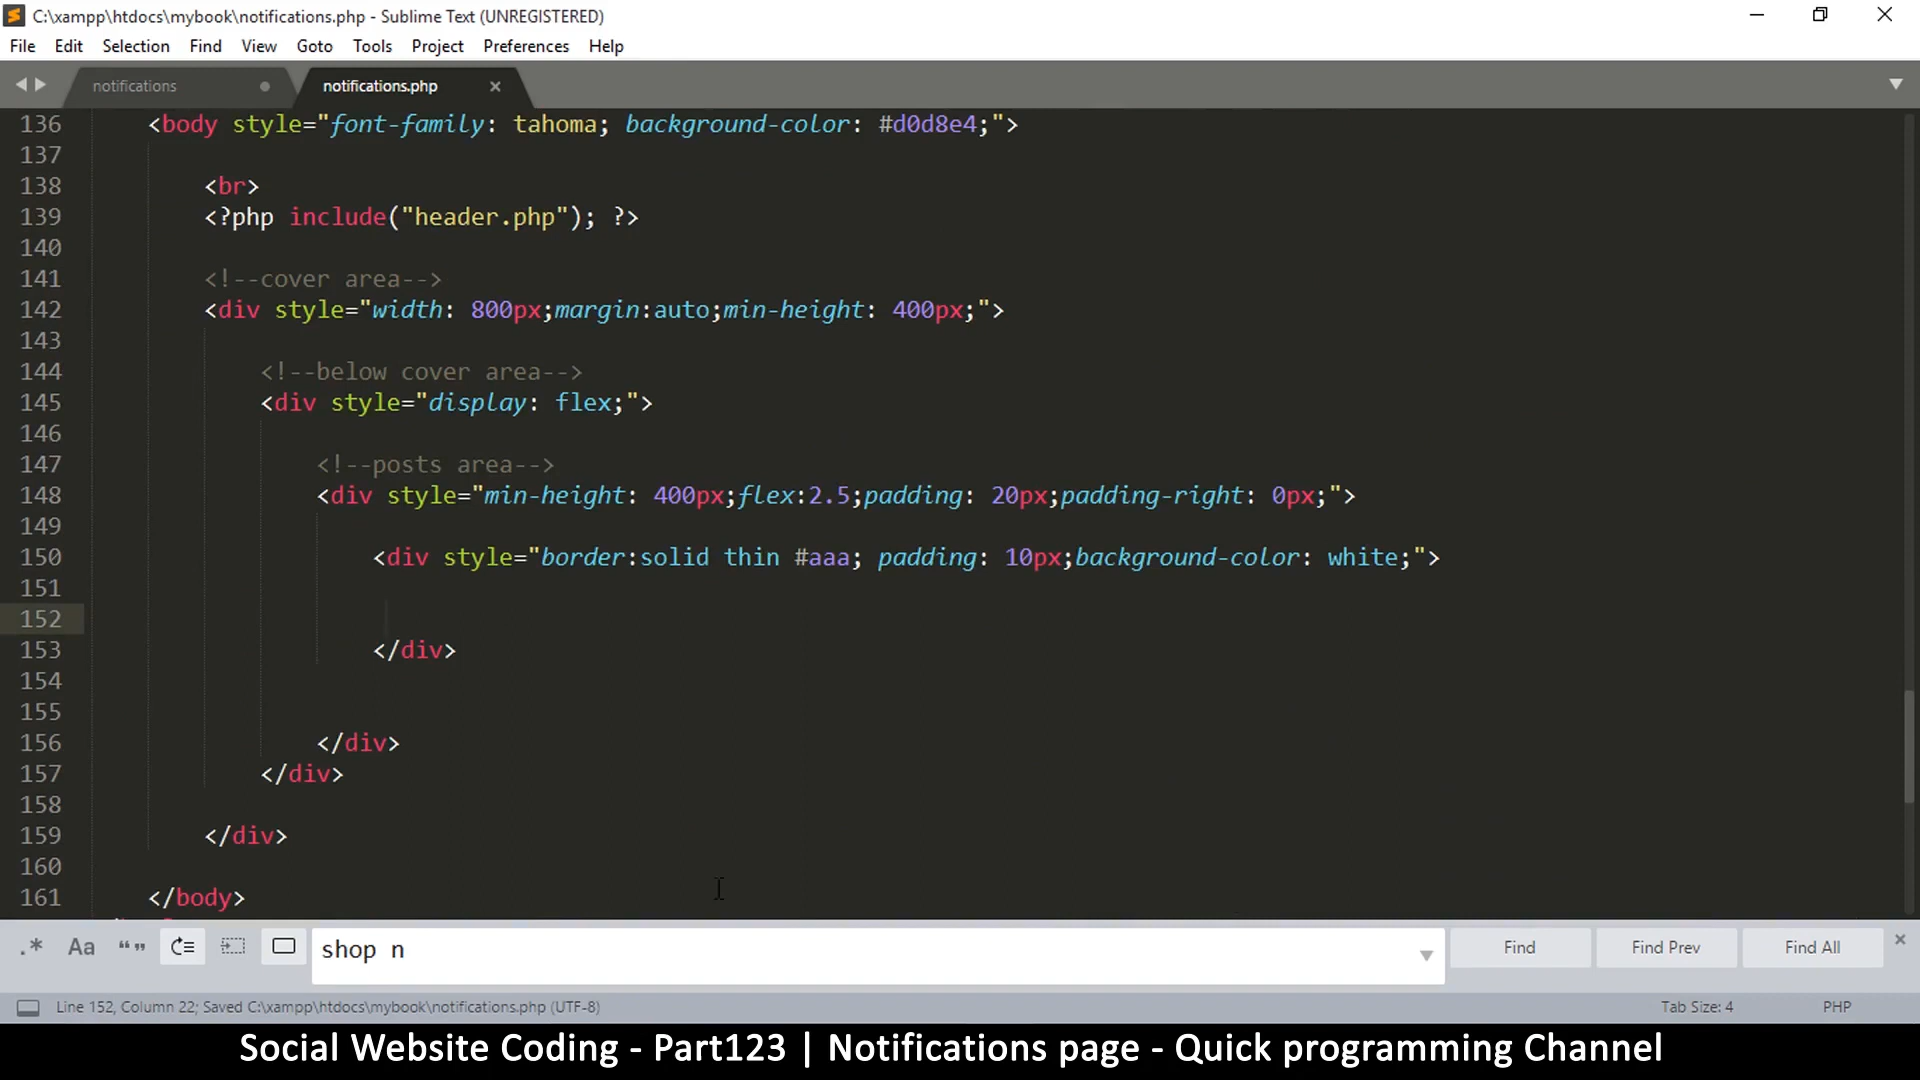 C:\xampp\htdocs\mybook\notifications.php - Sublime Text (UNREGISTERED)
File Edit Selection Find View Goto Tools Project Preferences Help
notifications notifications.php
136 <body style="font-family: tahoma; background-color: #d0d8e4;">
137
138 <br>
139 <?php include("header.php"); ?>
140
141 <!--cover area-->
142 <div style="width: 800px;margin:auto;min-height: 400px;">
143
144 <!--below cover area-->
145 <div style="display: flex;">
146
147 <!--posts area-->
148 <div style="min-height: 400px;flex:2.5;padding: 20px;padding-right: 0px;">
149
150 <div style="border:solid thin #aaa; padding: 10px;background-color: white;">
151
152
153 </div>
154
155
156 </div>
157 </div>
158
159 </div>
160
161 </body>
.* Aa “” shop n Find Find Prev Find All
Line 152, Column 22; Saved C:\xampp\htdocs\mybook\notifications.php (UTF-8) Tab Size: 4 PHP
Social Website Coding - Part123 | Notifications page - Quick programming Channel